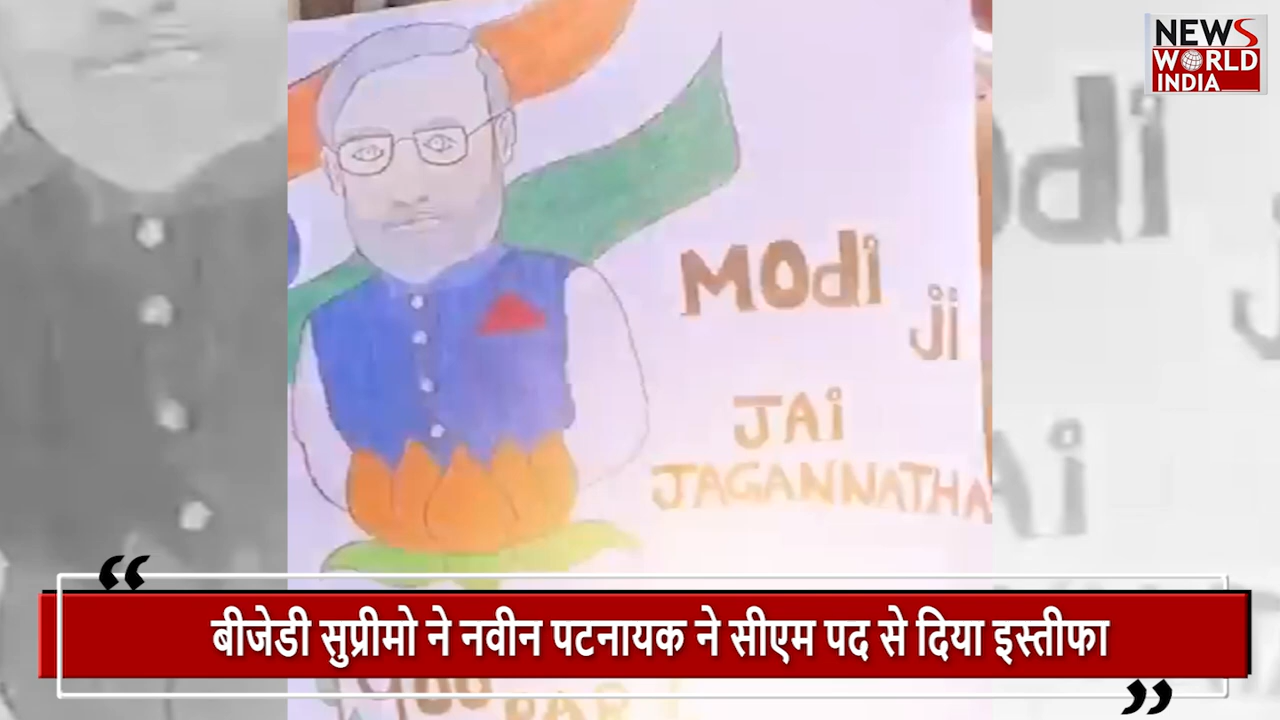 NEWS
WORLD
INDIA
Modi
ji
JAi
JAGANNATHA
“
बीजेडी सुप्रीमो ने नवीन पटनायक ने सीएम पद से दिया इस्तीफा
”